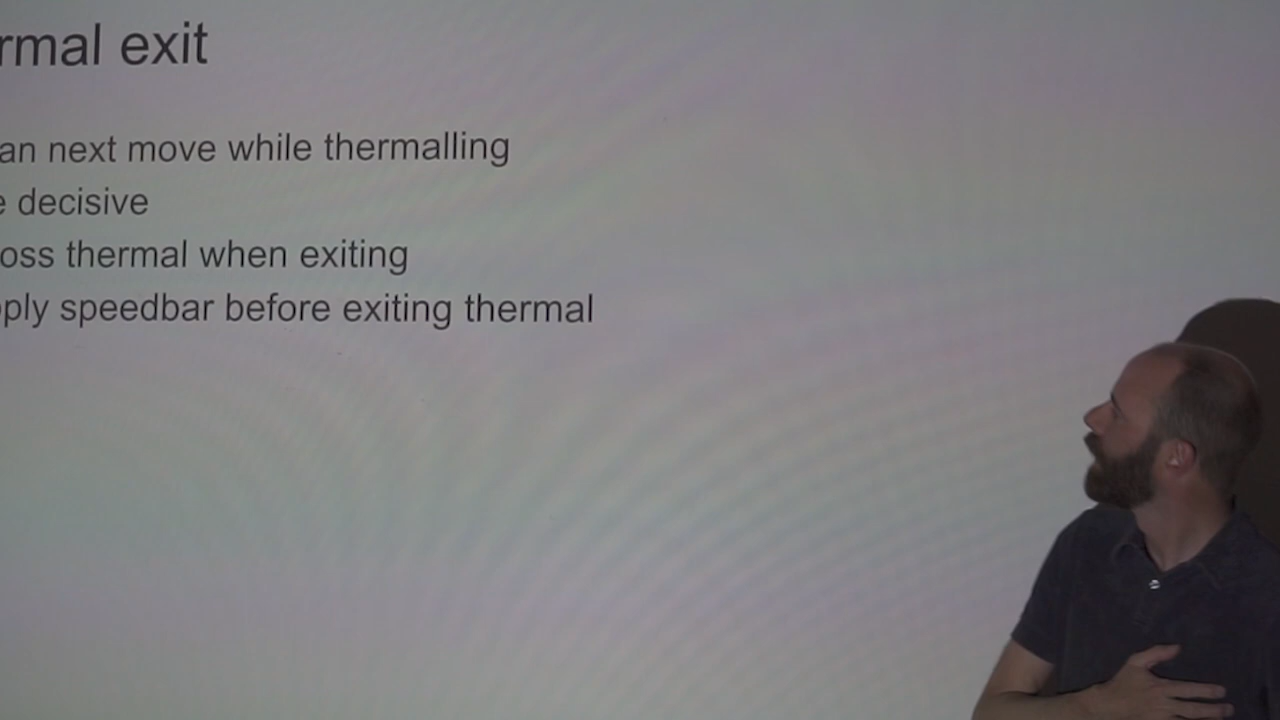 rmal exit
an next move while thermalling
e decisive
oss thermal when exiting
pply speedbar before exiting thermal